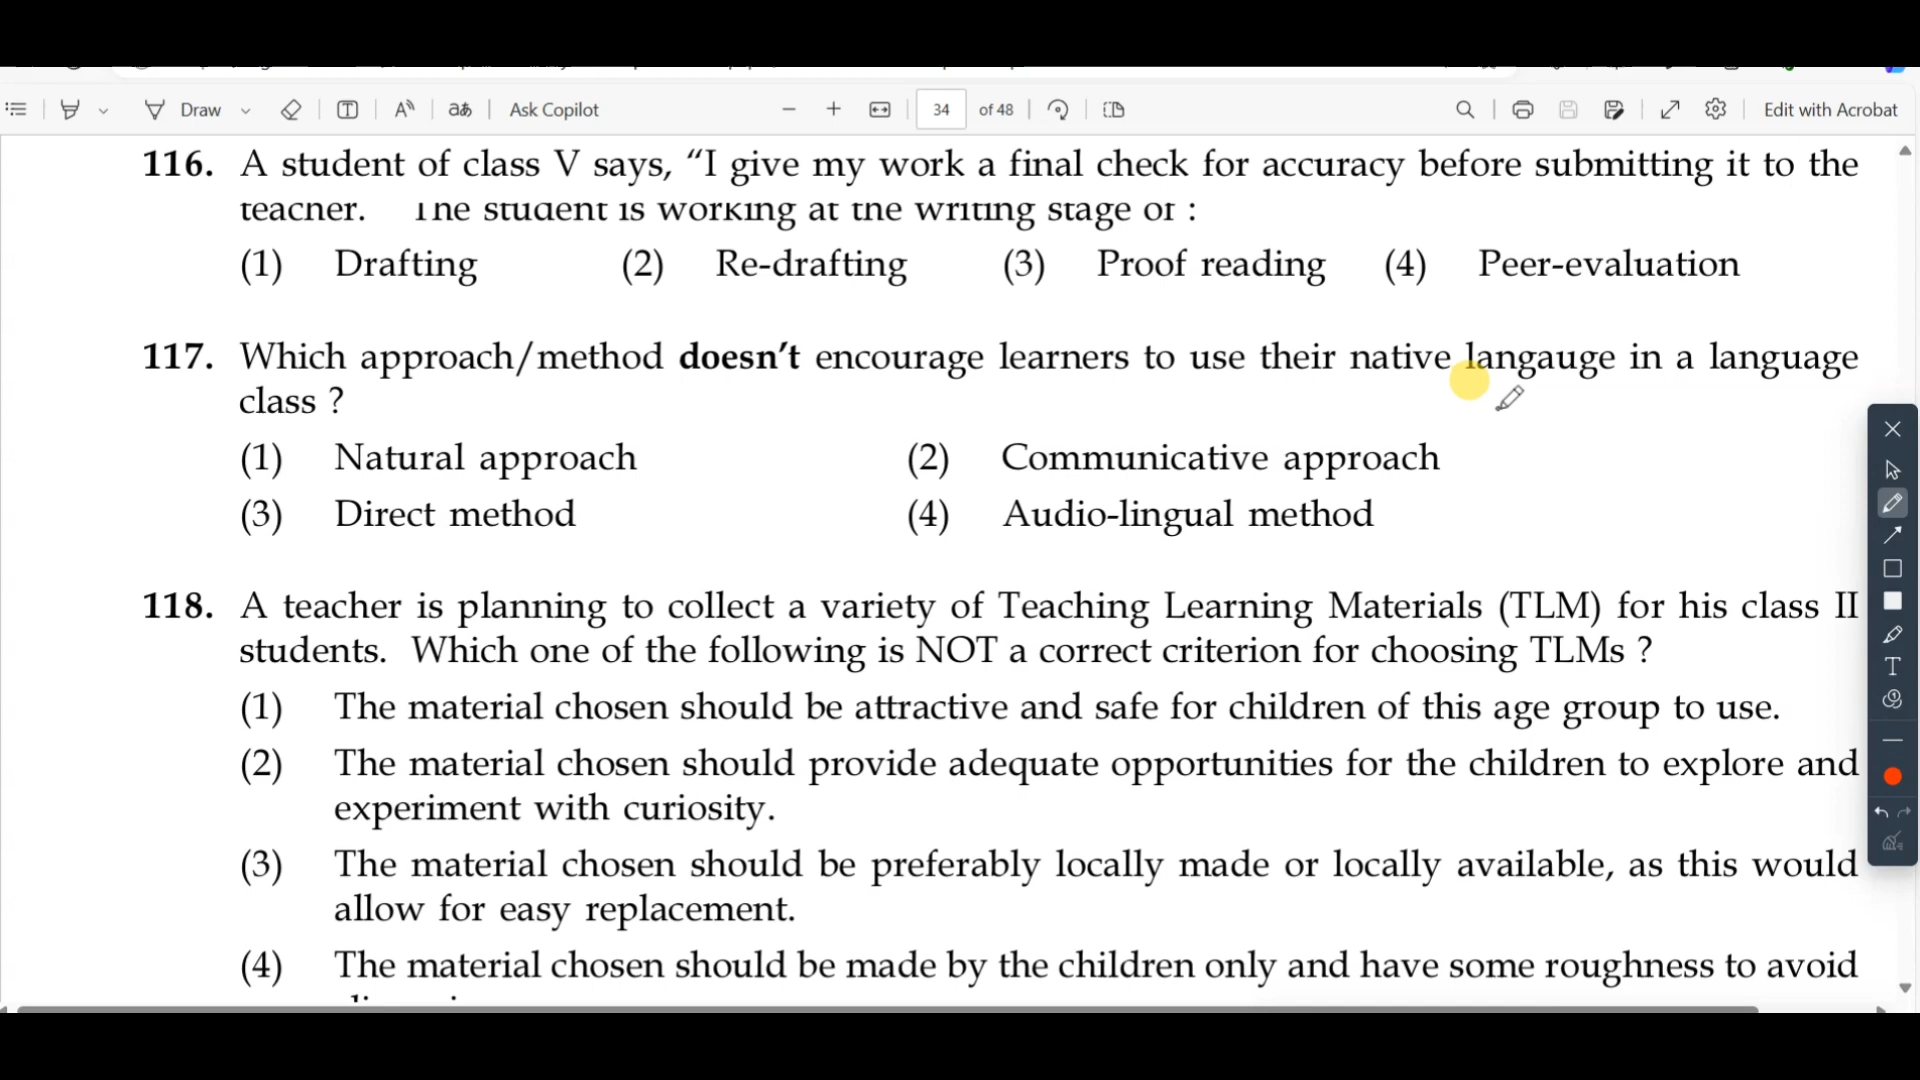 Draw
Ask Copilot
34 of 48
Edit with Acrobat
116. A student of class V says, “I give my work a final check for accuracy before submitting it to the
teacher. The student is working at the writing stage of :
(1) Drafting (2) Re-drafting (3) Proof reading (4) Peer-evaluation
117. Which approach/method doesn’t encourage learners to use their native langauge in a language
class ?
(1) Natural approach (2) Communicative approach
(3) Direct method (4) Audio-lingual method
118. A teacher is planning to collect a variety of Teaching Learning Materials (TLM) for his class II
students. Which one of the following is NOT a correct criterion for choosing TLMs ?
(1) The material chosen should be attractive and safe for children of this age group to use.
(2) The material chosen should provide adequate opportunities for the children to explore and
experiment with curiosity.
(3) The material chosen should be preferably locally made or locally available, as this would
allow for easy replacement.
(4) The material chosen should be made by the children only and have some roughness to avoid